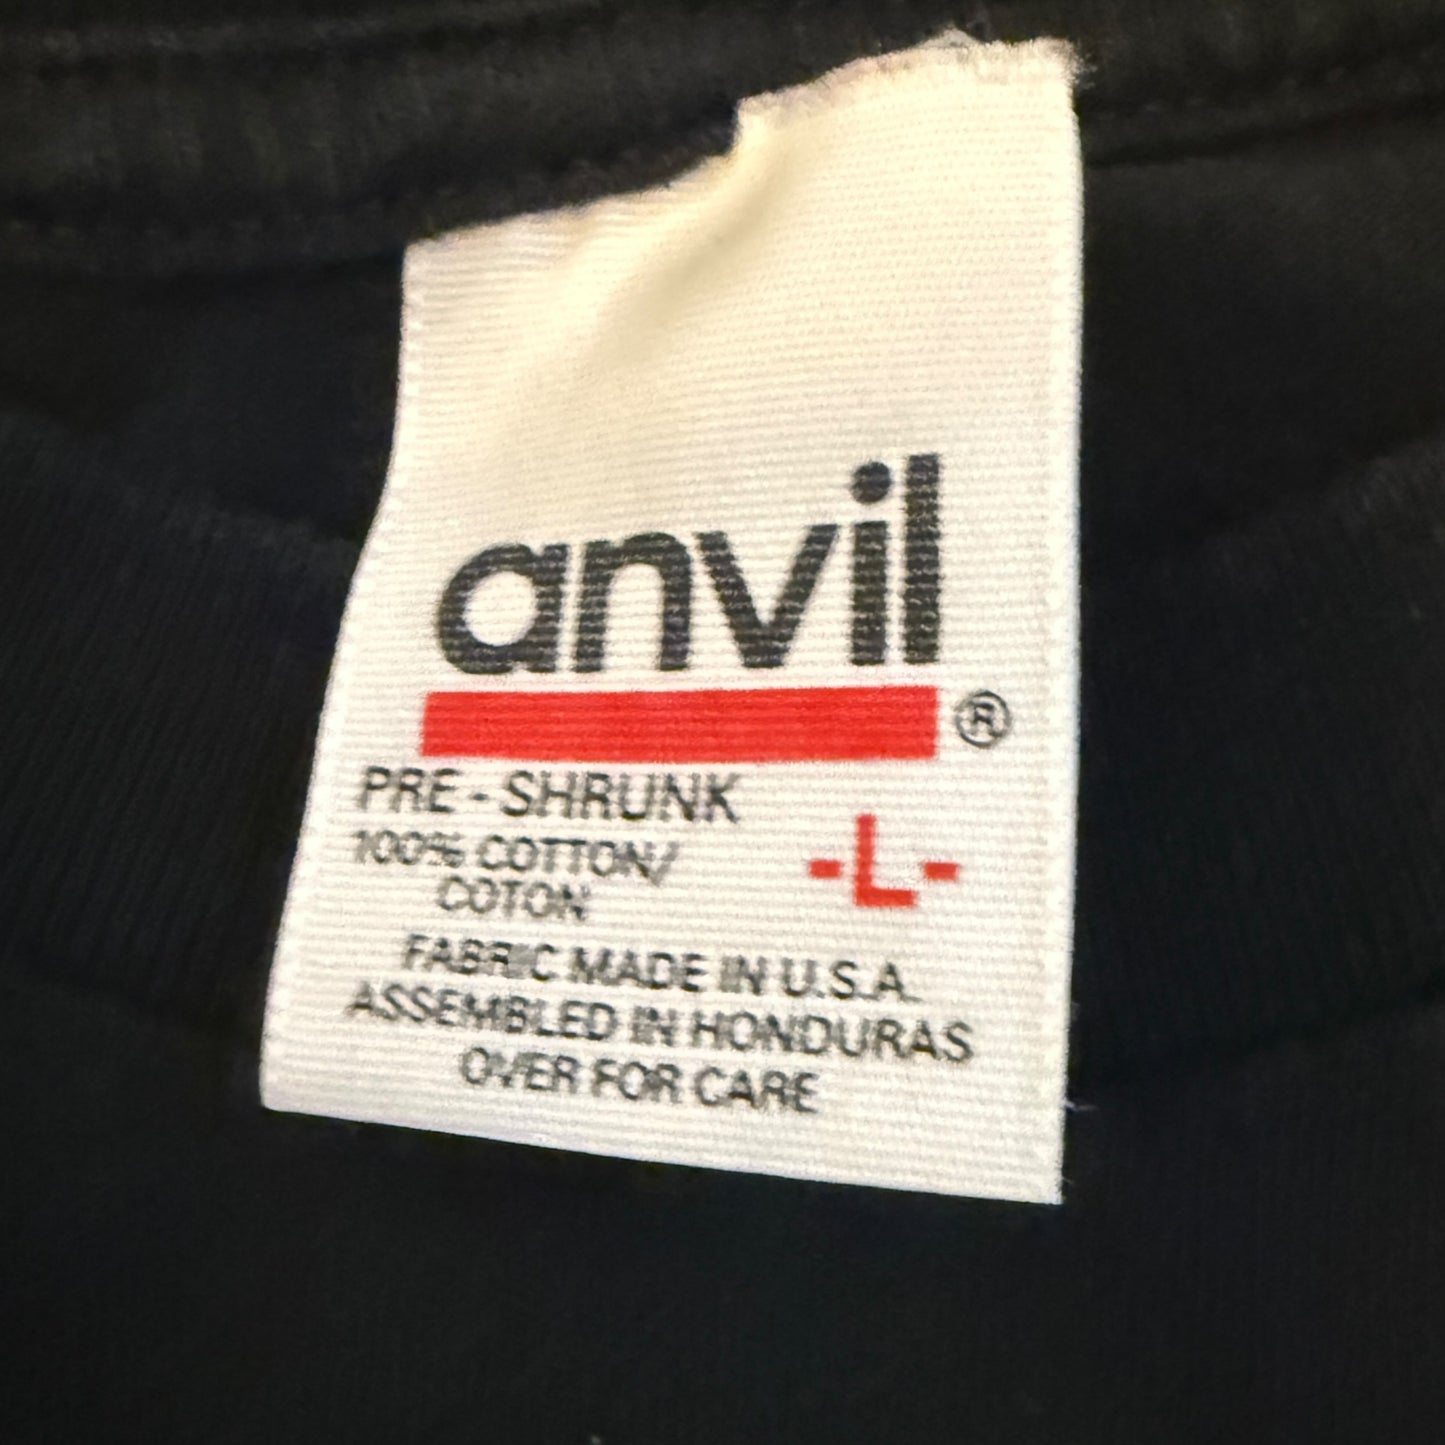 anvil
®
PRE-SHRUNK
100% COTTON/
COTON
-L-
FABRIC MADE IN U.S.A.
ASSEMBLED IN HONDURAS
OVER FOR CARE